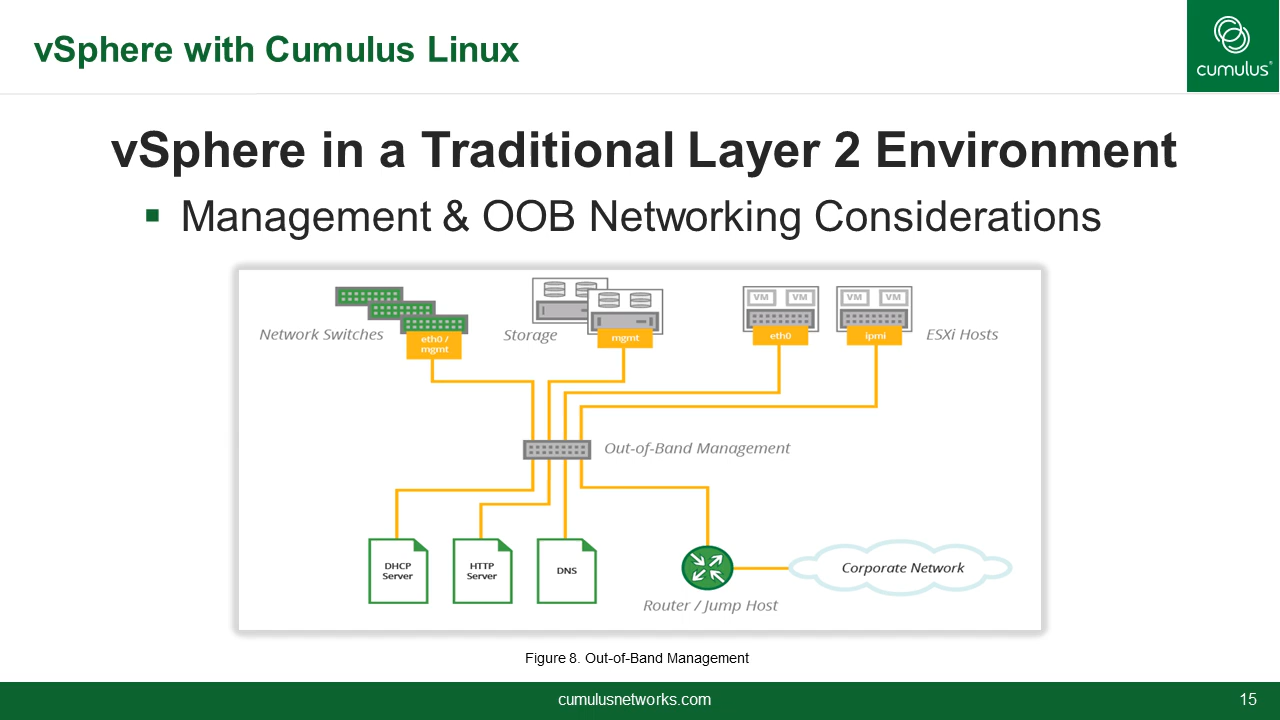 vSphere with Cumulus Linux
cumulus®
vSphere in a Traditional Layer 2 Environment
▪ Management & OOB Networking Considerations
Network Switches
eth0 /
mgmt
Storage
mgmt
VM VM
eth0
VM VM
ipmi
ESXi Hosts
Out-of-Band Management
DHCP
Server
HTTP
Server
DNS
Router / Jump Host
Corporate Network
Figure 8. Out-of-Band Management
cumulusnetworks.com
15